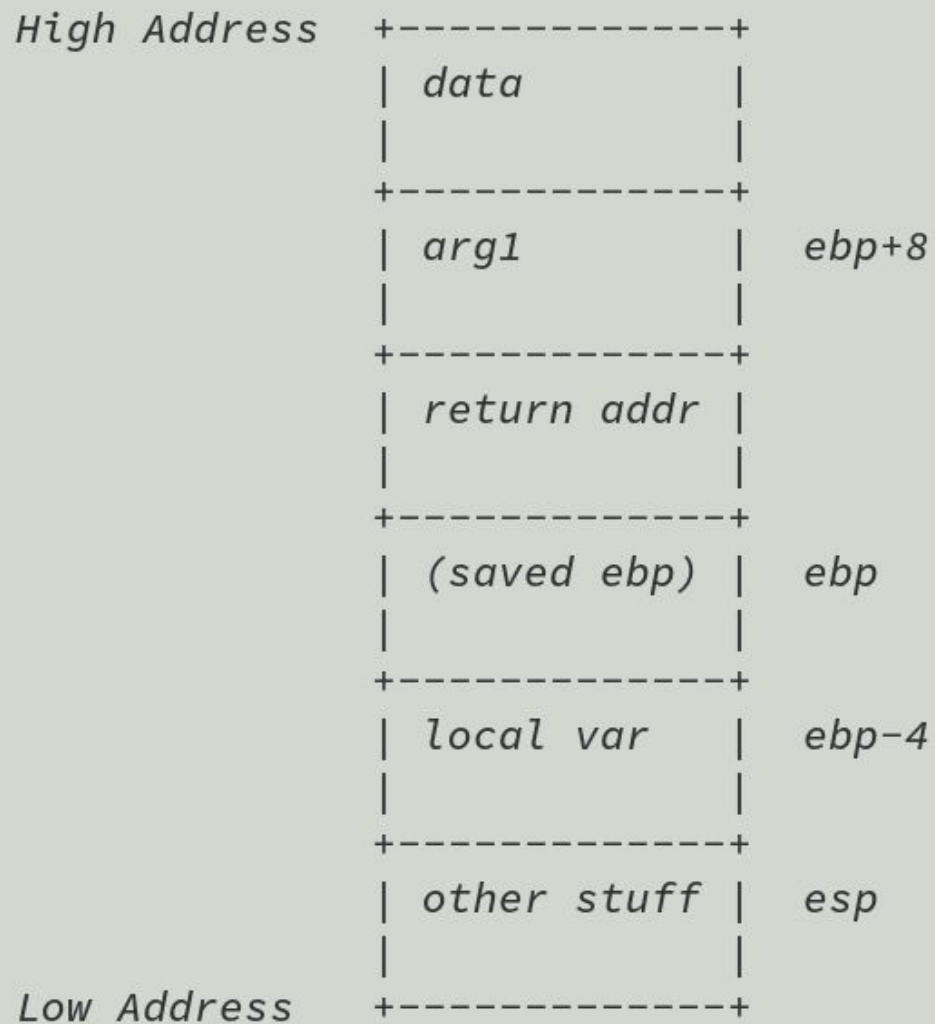 High Address  +--------------+
              | data         |
              |              |
              +--------------+
              | arg1         |  ebp+8
              |              |
              +--------------+
              | return addr  |
              |              |
              +--------------+
              | (saved ebp)  |  ebp
              |              |
              +--------------+
              | local var    |  ebp-4
              |              |
              +--------------+
              | other stuff  |  esp
              |              |
Low Address   +--------------+